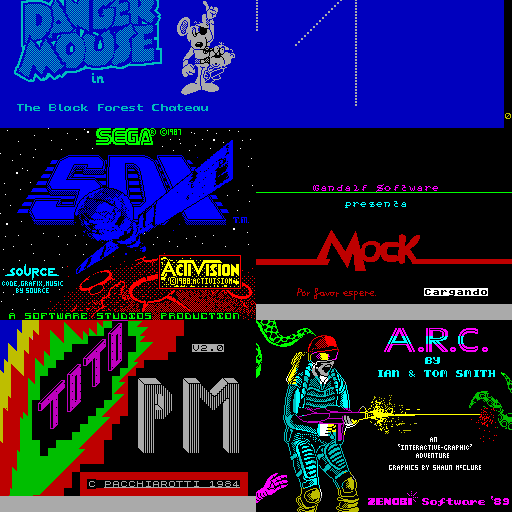 DANGER
MOUSE
in
The Black Forest Chateau
0
SEGA® ©1987
SDI
T.M.
SOURCE
CODE,GRAFIX,MUSIC
BY SOURCE
ACTIVISION
©1988 ACTIVISION
A SOFTWARE STUDIOS PRODUCTION
Gandalf Software
presenta
Mock
Por favor espere.
Cargando
TOTO
V2.0
PM
C PACCHIAROTTI 1984
A.R.C.
BY
IAN & TOM SMITH
AN
"INTERACTIVE-GRAPHIC"
ADVENTURE
GRAPHICS BY SHAUN McCLURE
ZENOBI Software '89